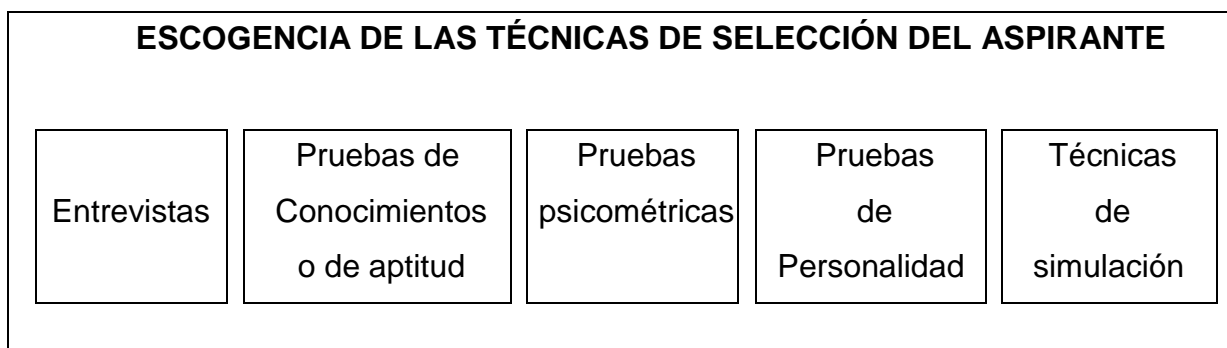 ESCOGENCIA DE LAS TÉCNICAS DE SELECCIÓN DEL ASPIRANTE
Entrevistas
Pruebas de
Conocimientos
o de aptitud
Pruebas
psicométricas
Pruebas
de
Personalidad
Técnicas
de
simulación